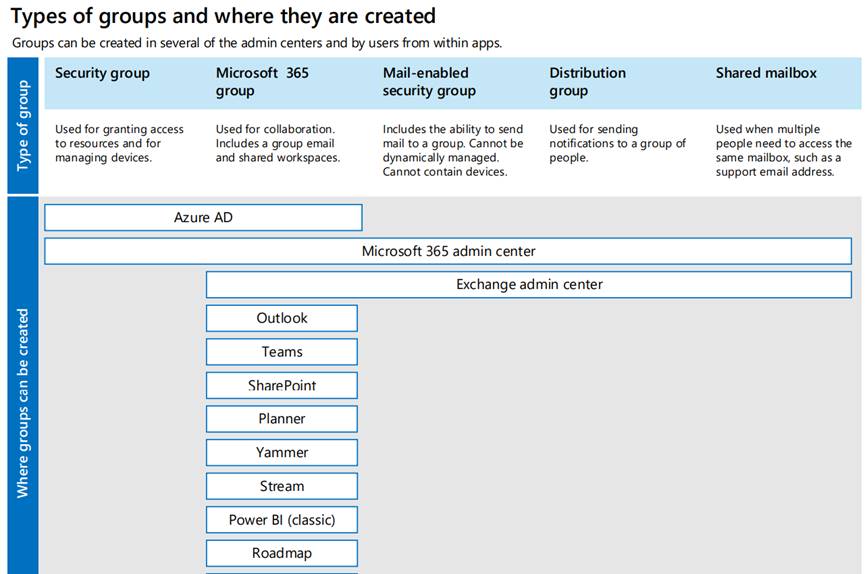 Types of groups and where they are created
Groups can be created in several of the admin centers and by users from within apps.
Type of group
Security group
Used for granting access
to resources and for
managing devices.
Microsoft 365
group
Used for collaboration.
Includes a group email
and shared workspaces.
Mail-enabled
security group
Includes the ability to send
mail to a group. Cannot be
dynamically managed.
Cannot contain devices.
Distribution
group
Used for sending
notifications to a group of
people.
Shared mailbox
Used when multiple
people need to access the
same mailbox, such as a
support email address.
Where groups can be created
Azure AD
Microsoft 365 admin center
Exchange admin center
Outlook
Teams
SharePoint
Planner
Yammer
Stream
Power BI (classic)
Roadmap